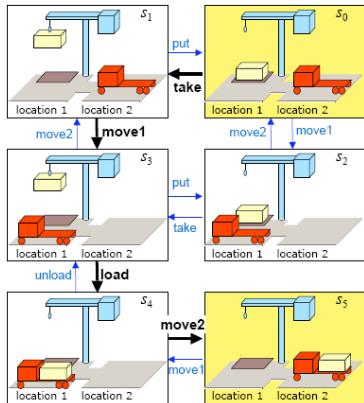 s1
put
s0
take
location 1 location 2
location 1 location 2
move2
move1
move2
move1
s3
put
s2
take
location 1 location 2
location 1 location 2
unload
load
s4
move2
s5
move1
location 1 location 2
location 1 location 2